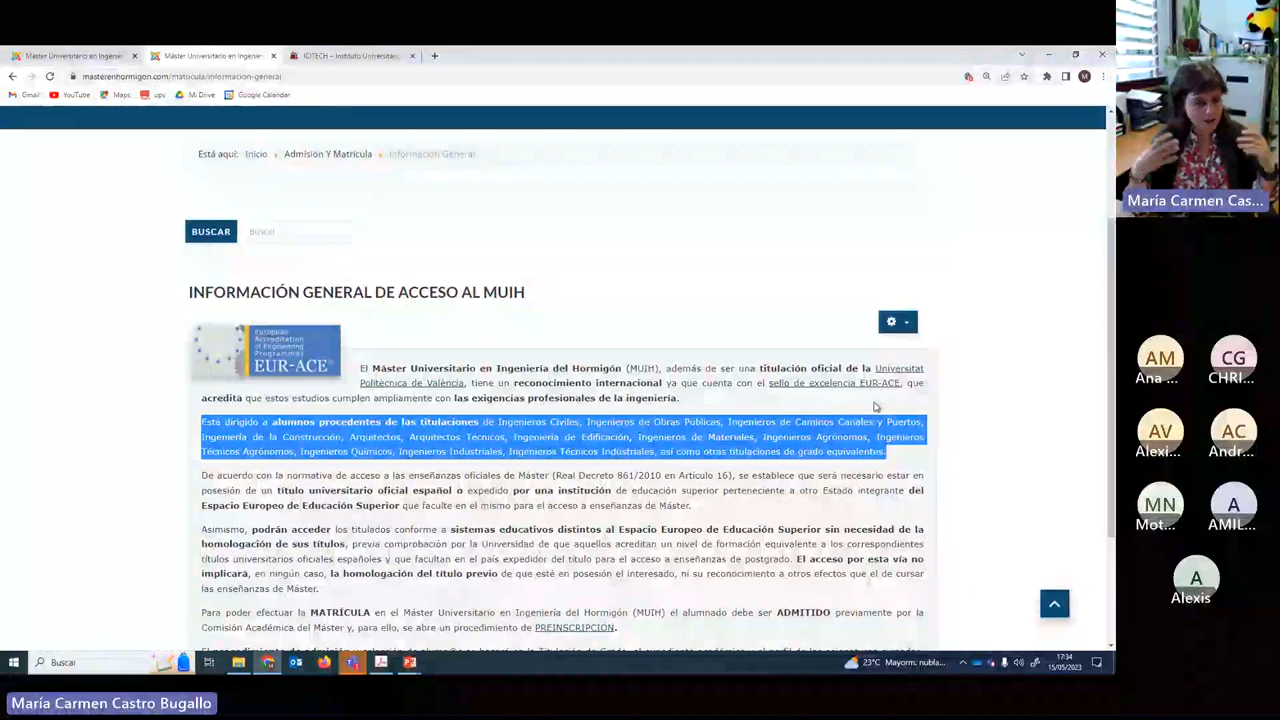 Máster Universitario en Ingenier
Máster Universitario en Ingenier
ICITECH – Instituto Universitari
masterenhormigon.com/matricula/informacion-general
M
Gmail
YouTube
Maps
upv
Mi Drive
Google Calendar
Está aquí: Inicio Admisión Y Matrícula Información General
BUSCAR
Buscar
INFORMACIÓN GENERAL DE ACCESO AL MUIH
European
Accreditation
of Engineering
Programmes
EUR-ACE®
El Máster Universitario en Ingeniería del Hormigón (MUIH), además de ser una titulación oficial de la Universitat
Politècnica de València, tiene un reconocimiento internacional ya que cuenta con el sello de excelencia EUR-ACE, que
acredita que estos estudios cumplen ampliamente con las exigencias profesionales de la ingeniería.
Está dirigido a alumnos procedentes de las titulaciones de Ingenieros Civiles, Ingenieros de Obras Públicas, Ingenieros de Caminos Canales y Puertos,
Ingeniería de la Construcción, Arquitectos, Arquitectos Técnicos, Ingeniería de Edificación, Ingenieros de Materiales, Ingenieros Agrónomos, Ingenieros
Técnicos Agrónomos, Ingenieros Químicos, Ingenieros Industriales, Ingenieros Técnicos Industriales, así como otras titulaciones de grado equivalentes.
De acuerdo con la normativa de acceso a las enseñanzas oficiales de Máster (Real Decreto 861/2010 en Artículo 16), se establece que será necesario estar en
posesión de un título universitario oficial español o expedido por una institución de educación superior perteneciente a otro Estado integrante del
Espacio Europeo de Educación Superior que faculte en el mismo para el acceso a enseñanzas de Máster.
Asimismo, podrán acceder los titulados conforme a sistemas educativos distintos al Espacio Europeo de Educación Superior sin necesidad de la
homologación de sus títulos, previa comprobación por la Universidad de que aquellos acreditan un nivel de formación equivalente a los correspondientes
títulos universitarios oficiales españoles y que facultan en el país expedidor del título para el acceso a enseñanzas de postgrado. El acceso por esta vía no
implicará, en ningún caso, la homologación del título previo de que esté en posesión el interesado, ni su reconocimiento a otros efectos que el de cursar
las enseñanzas de Máster.
Para poder efectuar la MATRÍCULA en el Máster Universitario en Ingeniería del Hormigón (MUIH) el alumnado debe ser ADMITIDO previamente por la
Comisión Académica del Máster y, para ello, se abre un procedimiento de PREINSCRIPCIÓN.
Buscar
23°C Mayorm. nubla...
17:34
15/05/2023
María Carmen Cas...
AM
Ana ...
CG
CHRI...
AV
Alexi...
AC
Andr...
MN
Mot...
A
AMIL...
A
Alexis
María Carmen Castro Bugallo